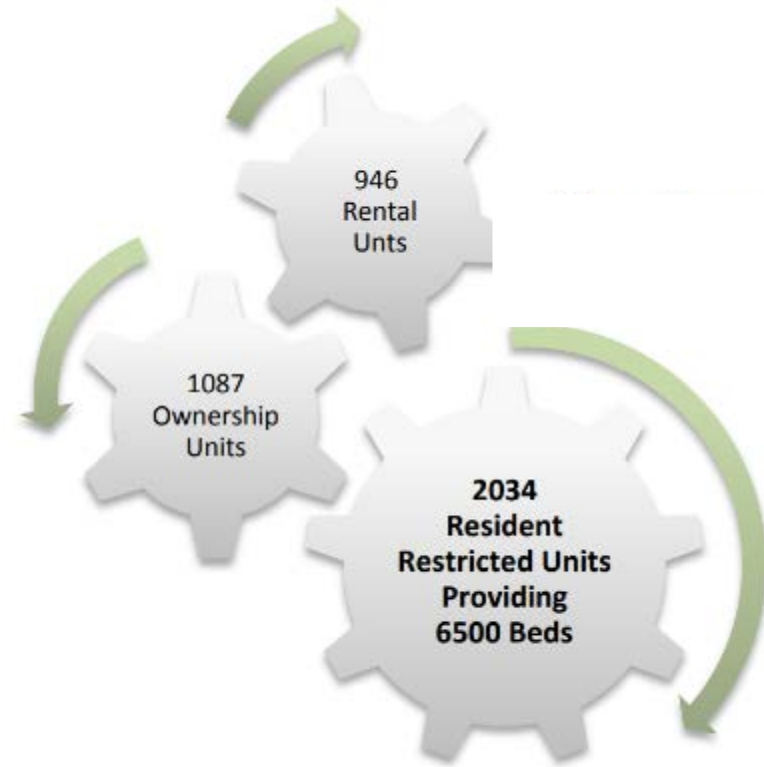 946
Rental
Unts
1087
Ownership
Units
2034
Resident
Restricted Units
Providing
6500 Beds